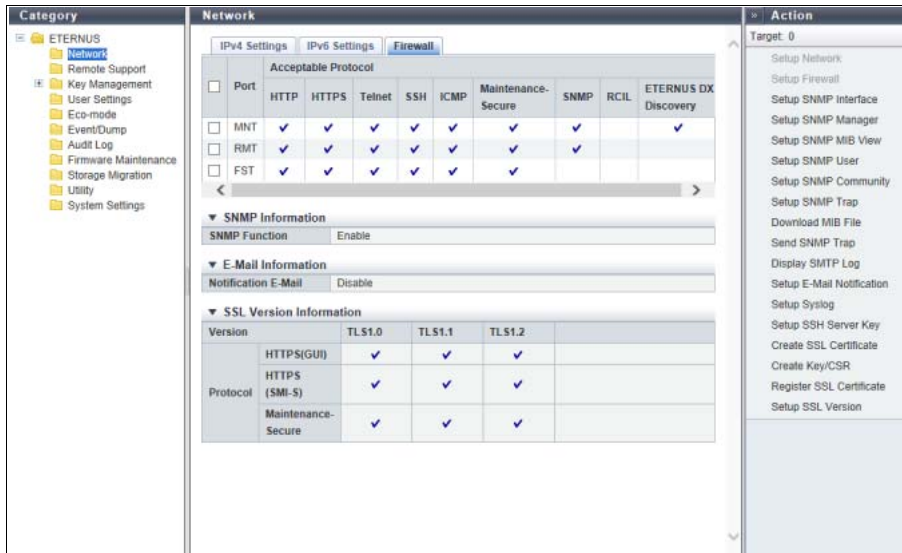 Category
ETERNUS
Network
Remote Support
Key Management
User Settings
Eco-mode
Event/Dump
Audit Log
Firmware Maintenance
Storage Migration
Utility
System Settings
Network
IPv4 Settings IPv6 Settings Firewall
Port Acceptable Protocol
HTTP HTTPS Telnet SSH ICMP Maintenance-Secure SNMP RCIL ETERNUS DX Discovery
MNT ✔ ✔ ✔ ✔ ✔ ✔ ✔ ✔
RMT ✔ ✔ ✔ ✔ ✔ ✔ ✔
FST ✔ ✔ ✔ ✔ ✔ ✔
SNMP Information
SNMP Function Enable
E-Mail Information
Notification E-Mail Disable
SSL Version Information
Version TLS1.0 TLS1.1 TLS1.2
Protocol
HTTPS(GUI) ✔ ✔ ✔
HTTPS (SMI-S) ✔ ✔ ✔
Maintenance-Secure ✔ ✔ ✔
» Action
Target: 0
Setup Network
Setup Firewall
Setup SNMP Interface
Setup SNMP Manager
Setup SNMP MIB View
Setup SNMP User
Setup SNMP Community
Setup SNMP Trap
Download MIB File
Send SNMP Trap
Display SMTP Log
Setup E-Mail Notification
Setup Syslog
Setup SSH Server Key
Create SSL Certificate
Create Key/CSR
Register SSL Certificate
Setup SSL Version